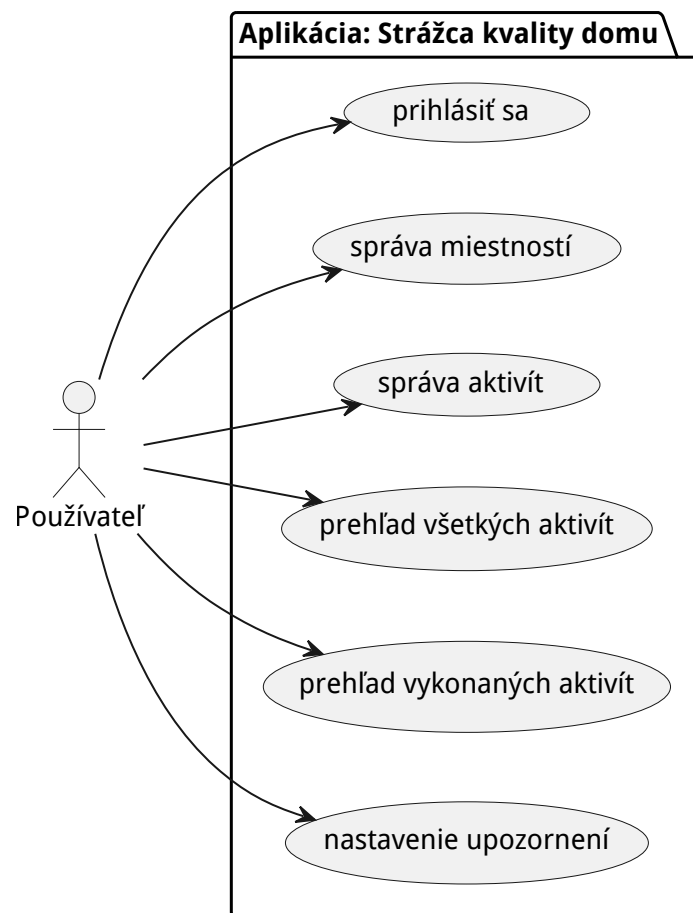 Aplikácia: Strážca kvality domu
prihlásiť sa
správa miestností
správa aktivít
prehľad všetkých aktivít
Používateľ
prehľad vykonaných aktivít
nastavenie upozornení